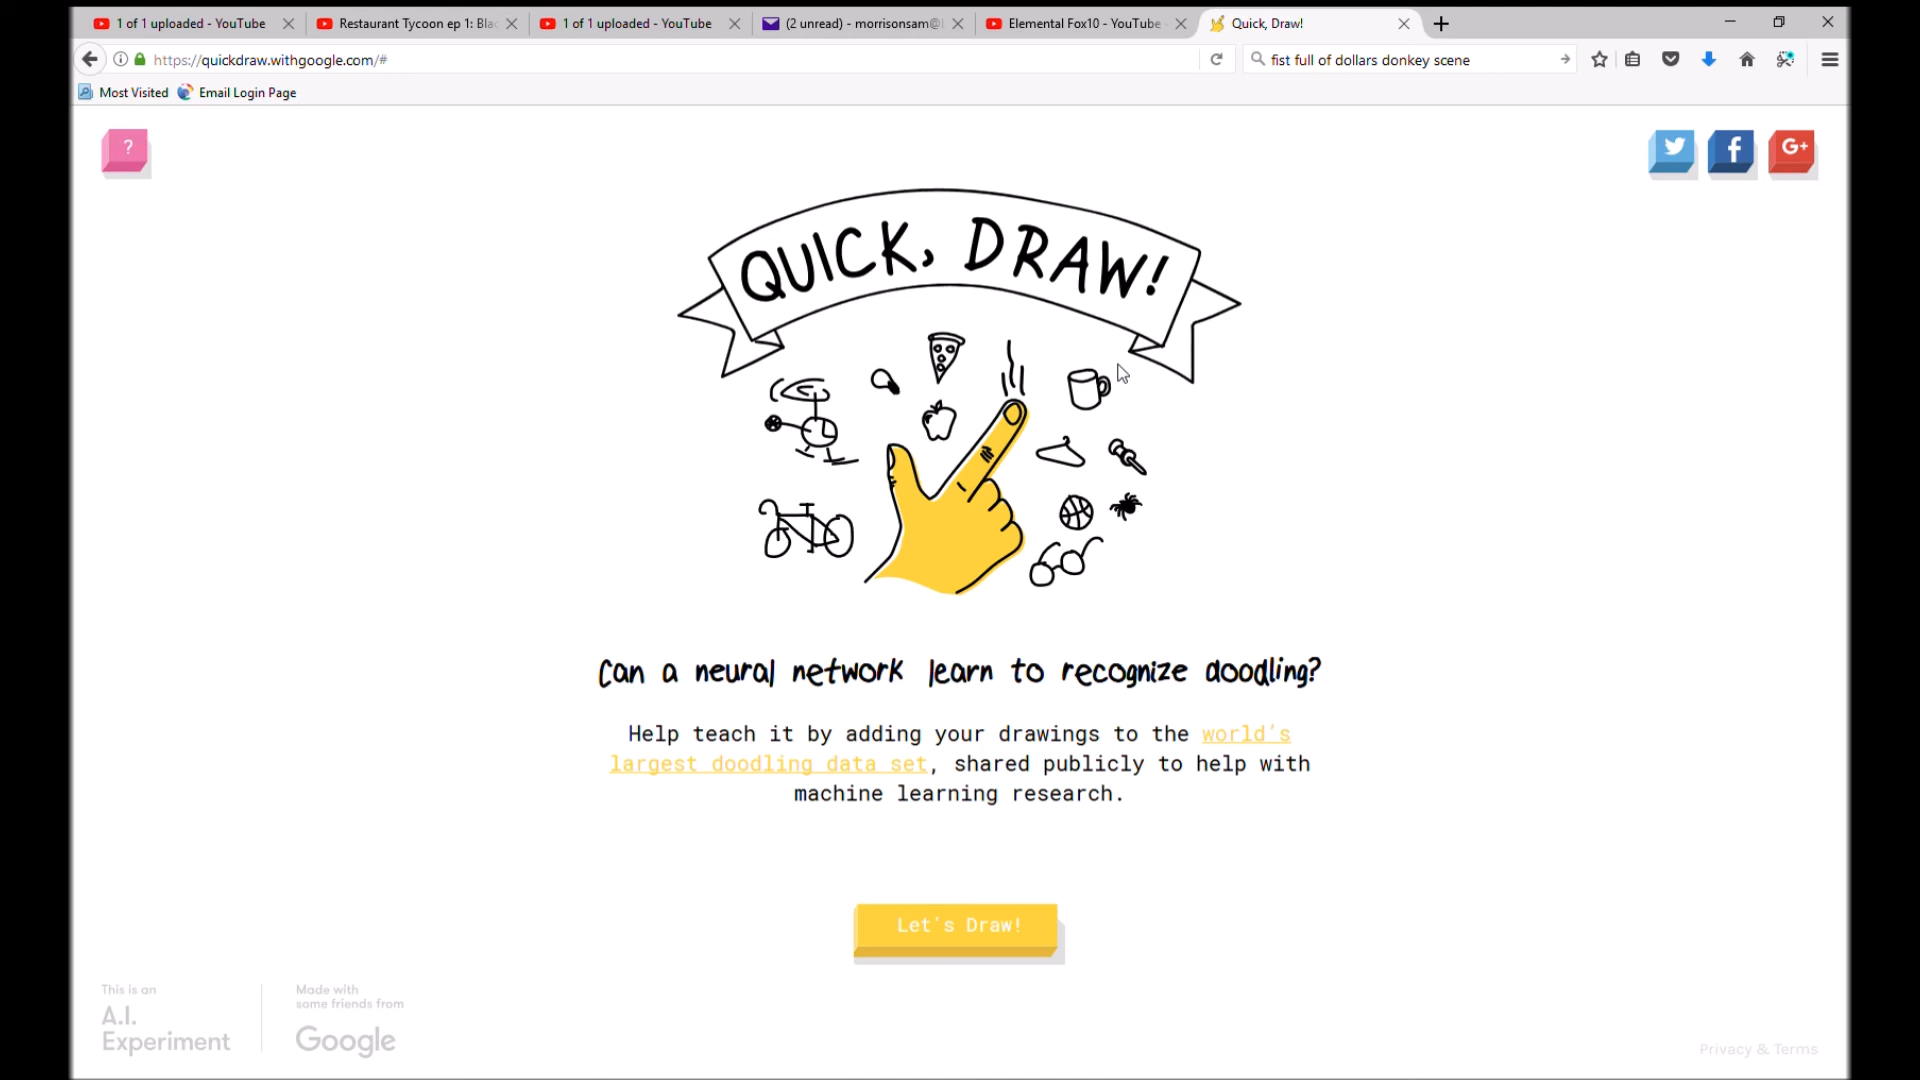 1 of 1 uploaded - YouTube
Restaurant Tycoon ep 1: Blac
1 of 1 uploaded - YouTube
(2 unread) - morrisonsam@
Elemental Fox10 - YouTube
Quick, Draw!
https://quickdraw.withgoogle.com/#
fist full of dollars donkey scene
Most Visited
Email Login Page
?
G+
QUICK, DRAW!
Can a neural network learn to recognize doodling?
Help teach it by adding your drawings to the world's
largest doodling data set, shared publicly to help with
machine learning research.
Let's Draw!
This is an
A.I.
Experiment
Made with
some friends from
Google
Privacy & Terms